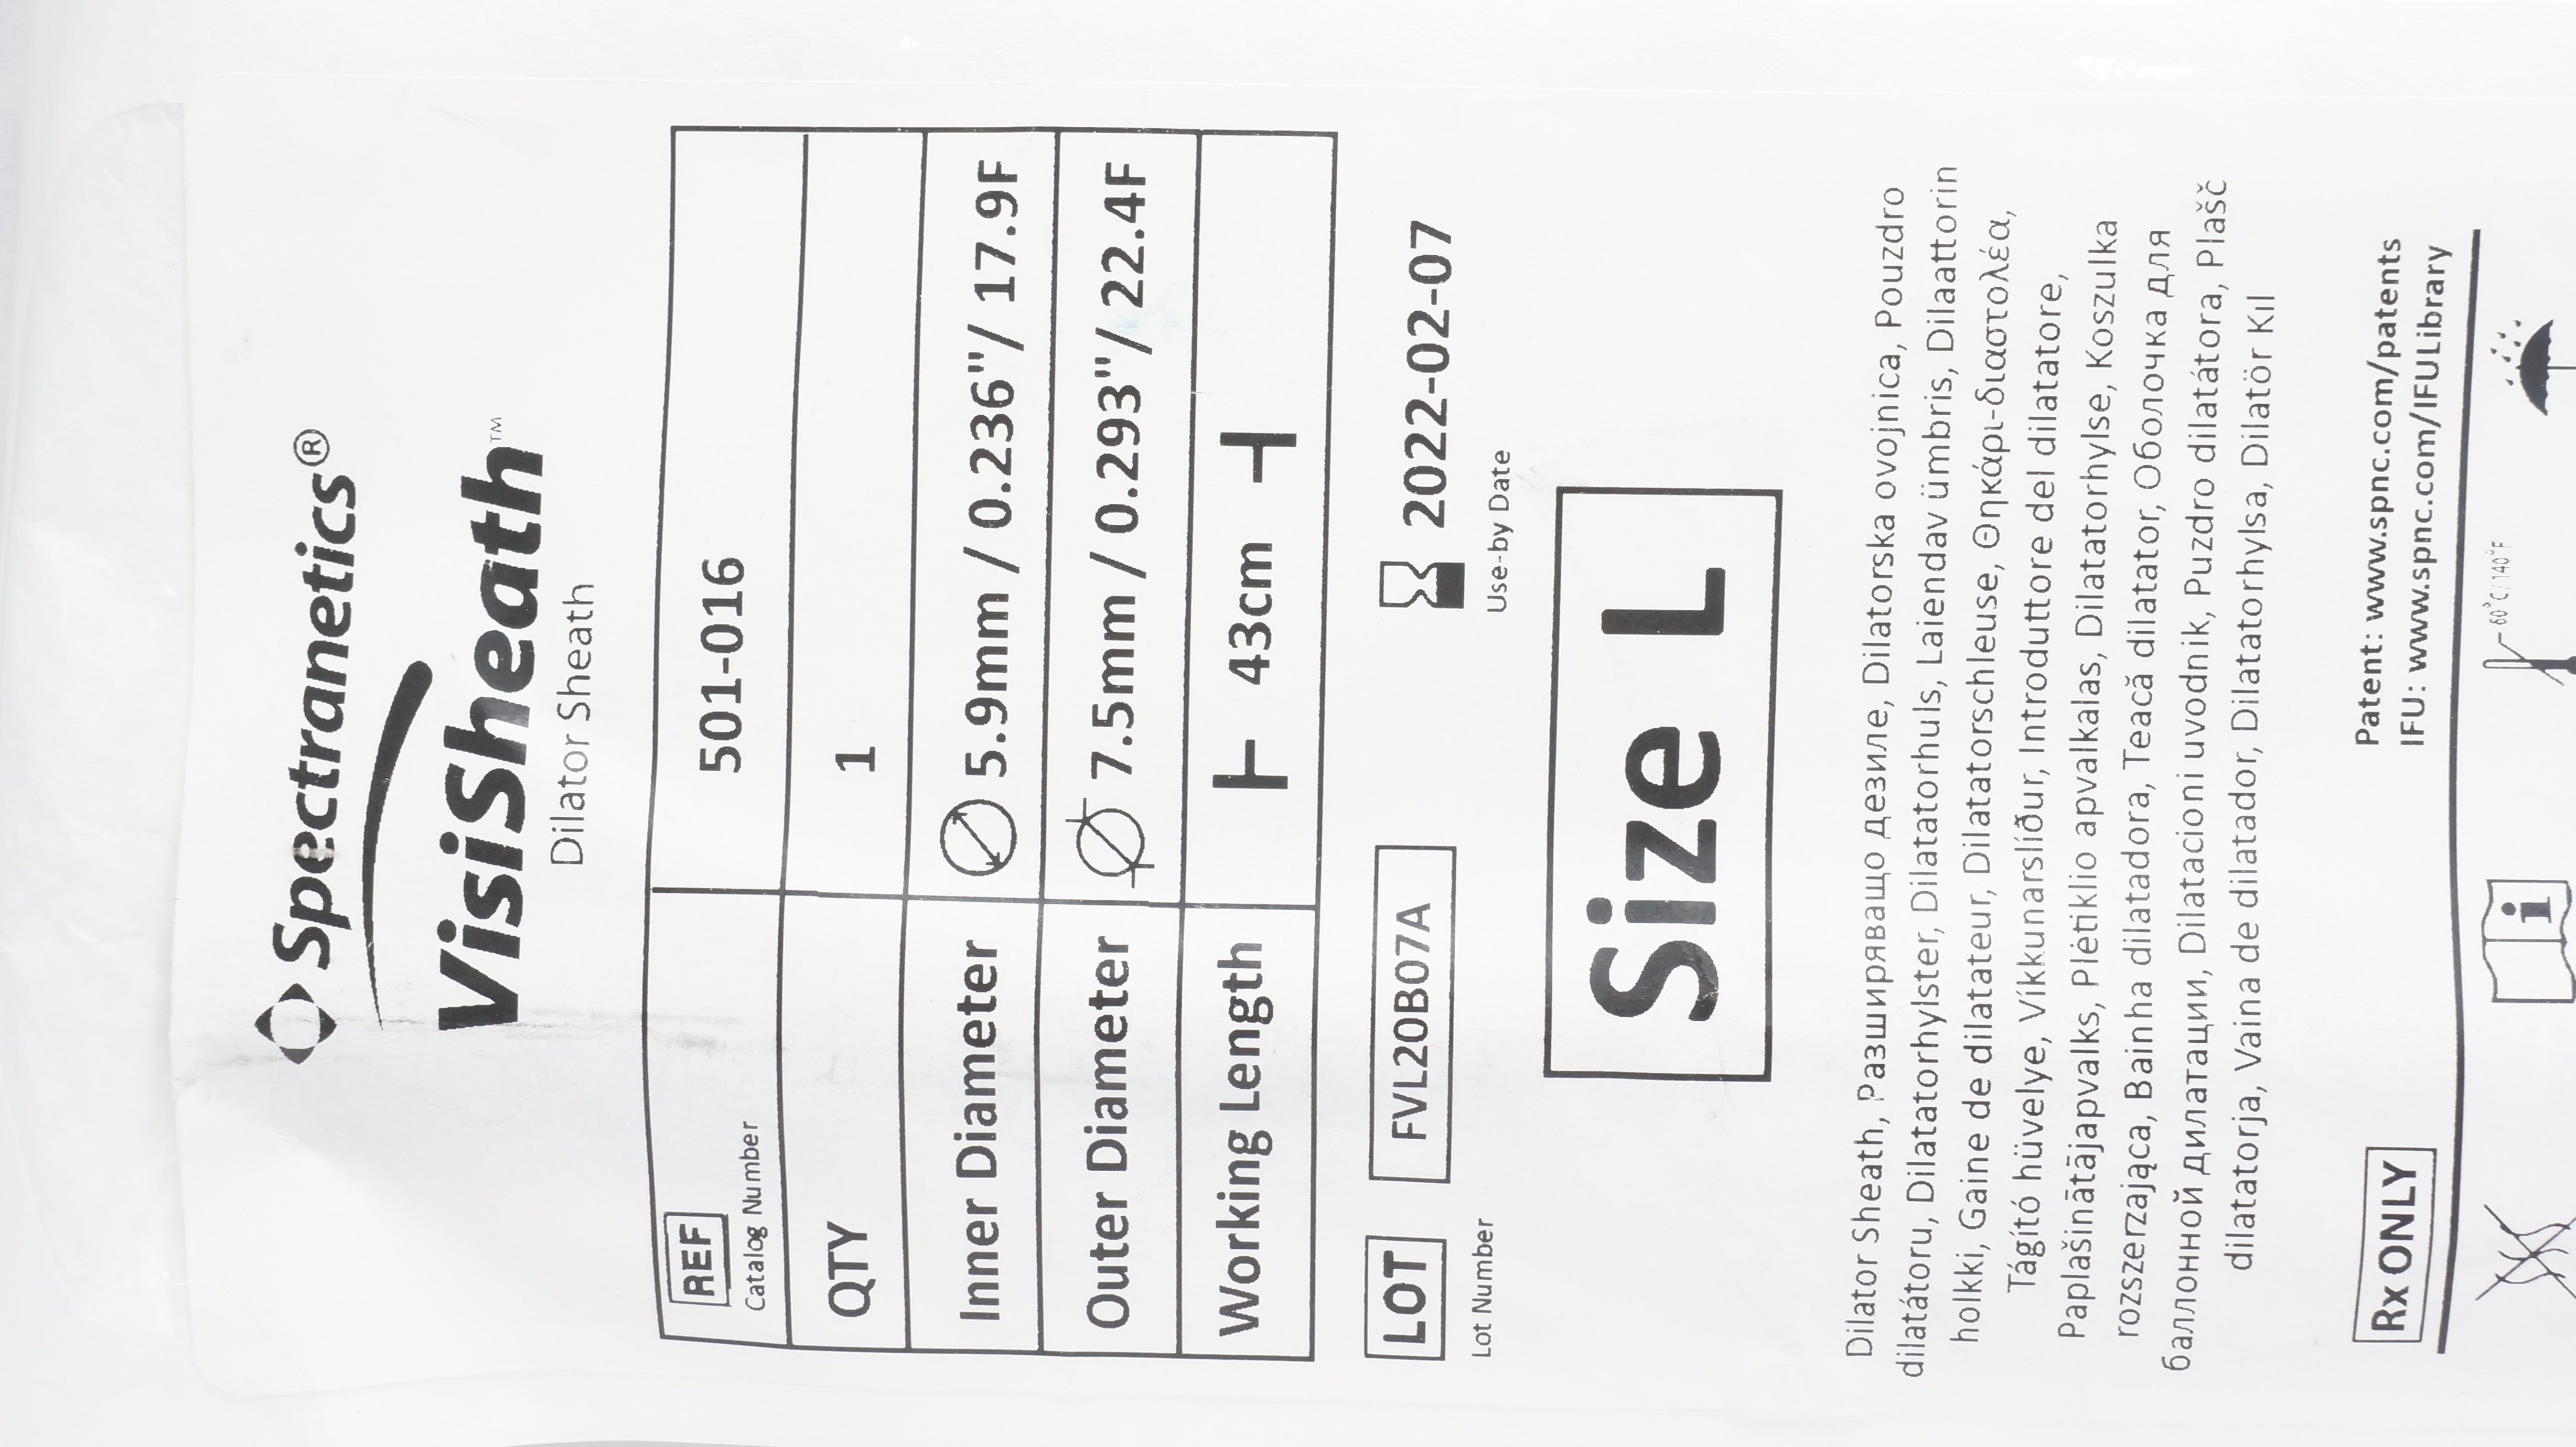 Spectranetics®
VisiSheath™
Dilator Sheath
REF 501-016
Catalog Number
QTY 1
Inner Diameter 5.9mm / 0.236"/ 17.9F
Outer Diameter 7.5mm / 0.293"/ 22.4F
Working Length 43cm
LOT FVL20B07A 2022-02-07
Lot Number Use-by Date
Size L
Dilator Sheath, Разширяващо дезиле, Dilatorska ovojnica, Pouzdro
dilatátoru, Dilatatorhylster, Dilatatorhuls, Laiendav ümbris, Dilaattorin
holkki, Gaine de dilatateur, Dilatatorschleuse, Θηκάρι-διαστολέα,
Tágító hüvelye, Víkkunarslíður, Introduttore del dilatatore,
Paplašinātājapvalks, Plėtiklio apvalkalas, Dilatatorhylse, Koszulka
rozszerzająca, Bainha dilatadora, Teacă dilatator, Оболочка для
баллонной дилатации, Dilatacioni uvodnik, Puzdro dilatátora, Plašč
dilatatorja, Vaina de dilatador, Dilatatorhylsa, Dilatör Kıl
Rx ONLY
Patent: www.spnc.com/patents
IFU: www.spnc.com/IFULibrary
60°C/140°F